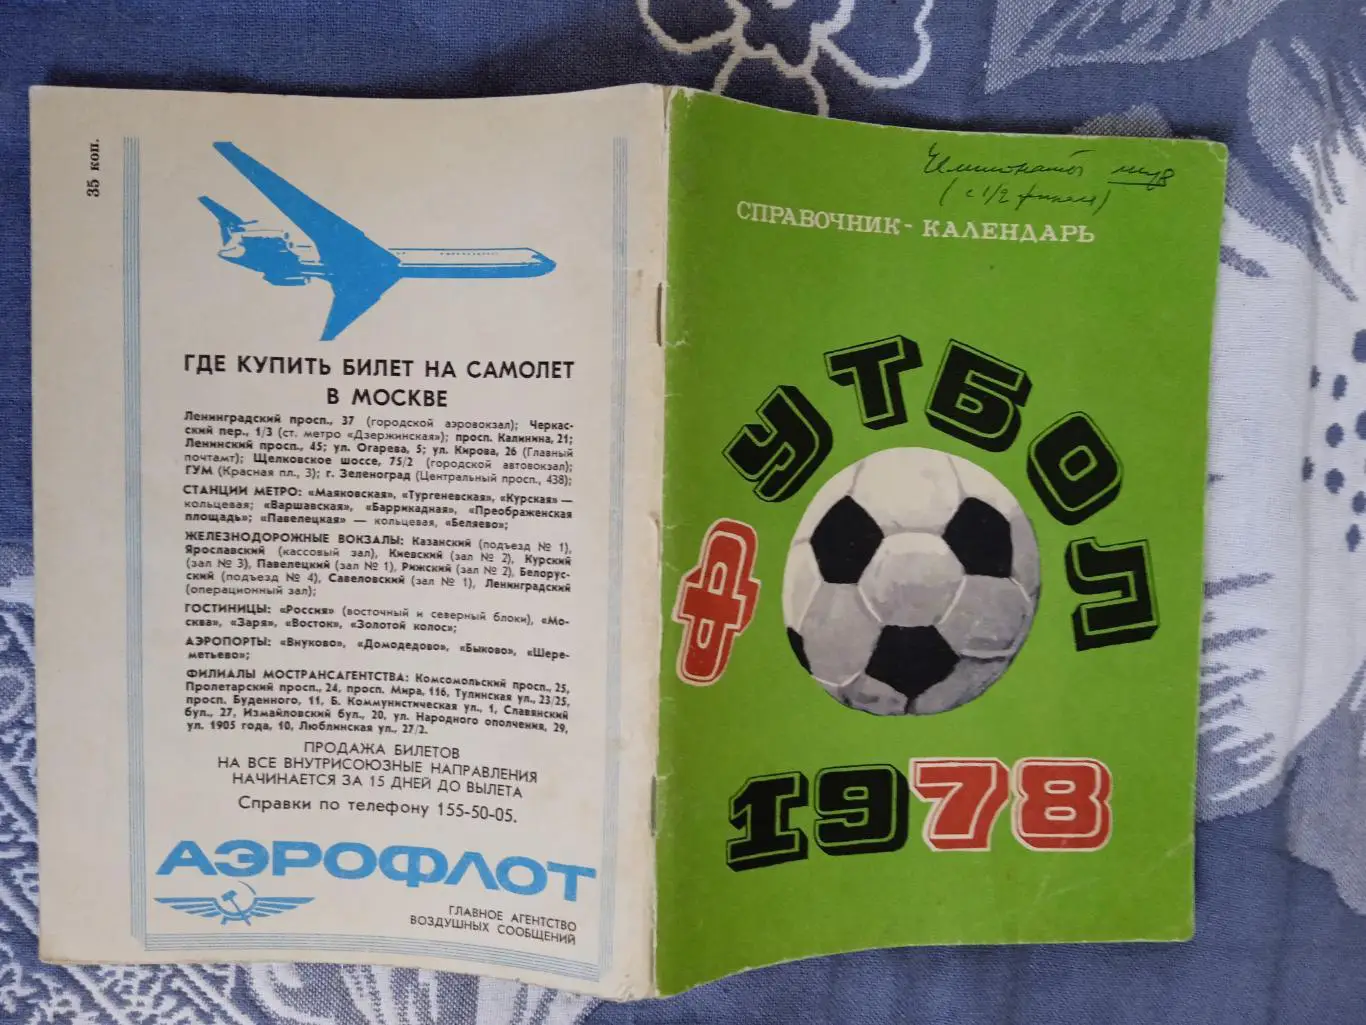 35 коп.
ГДЕ КУПИТЬ БИЛЕТ НА САМОЛЕТ
В МОСКВЕ
Ленинградский просп., 37 (городской аэровокзал); Черкас-
ский пер., 1/3 (ст. метро «Дзержинская»); просп. Калинина, 21;
Ленинский просп., 45; ул. Огарева, 5; ул. Кирова, 26 (Главный
почтамт); Щелковское шоссе, 75/2 (городской автовокзал);
ГУМ (Красная пл., 3); г. Зеленоград (Центральный просп., 438);
СТАНЦИИ МЕТРО: «Маяковская», «Тургеневская», «Курская» —
кольцевая; «Варшавская», «Баррикадная», «Преображенская
площадь»; «Павелецкая» — кольцевая, «Беляево»;
ЖЕЛЕЗНОДОРОЖНЫЕ ВОКЗАЛЫ: Казанский (подъезд № 1),
Ярославский (кассовый зал), Киевский (зал № 2), Курский
(зал № 3), Павелецкий (зал № 1), Рижский (зал № 2), Белорус-
ский (подъезд № 4), Савеловский (зал № 1), Ленинградский
(операционный зал);
ГОСТИНИЦЫ: «Россия» (восточный и северный блоки), «Мо-
сква», «Заря», «Восток», «Золотой колос»;
АЭРОПОРТЫ: «Внуково», «Домодедово», «Быково», «Шере-
метьево»;
ФИЛИАЛЫ МОСТРАНСАГЕНТСТВА: Комсомольский просп., 25,
Пролетарский просп., 24, просп. Мира, 116, Тулинская ул., 23/25,
просп. Буденного, 11, Б. Коммунистическая ул., 1, Славянский
бул., 27, Измайловский бул., 20, ул. Народного ополчения, 29,
ул. 1905 года, 10, Люблинская ул., 27/2.
ПРОДАЖА БИЛЕТОВ
НА ВСЕ ВНУТРИСОЮЗНЫЕ НАПРАВЛЕНИЯ
НАЧИНАЕТСЯ ЗА 15 ДНЕЙ ДО ВЫЛЕТА
Справки по телефону 155-50-05.
АЭРОФЛОТ
ГЛАВНОЕ АГЕНТСТВО
ВОЗДУШНЫХ СООБЩЕНИЙ
Чемпионаты
(с 1/2 финала)
СПРАВОЧНИК-КАЛЕНДАРЬ
ФУТБОЛ
1978